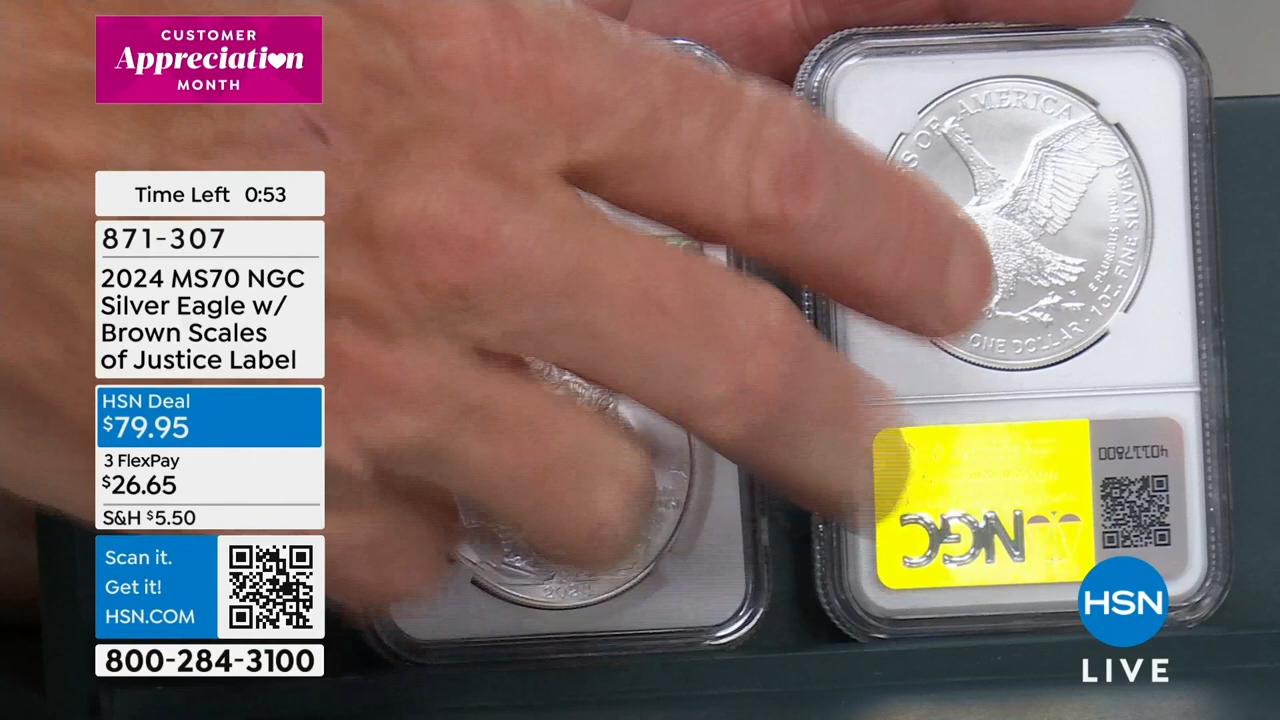 CUSTOMER
Appreciation
MONTH
Time Left 0:53
871-307
2024 MS70 NGC
Silver Eagle w/
Brown Scales
of Justice Label
HSN Deal
$79.95
3 FlexPay
$26.65
S&H $5.50
Scan it.
Get it!
HSN.COM
800-284-3100
OF AMERICA
E PLURIBUS UNUM
1 OZ. FINE SILVER
ONE DOLLAR
NGC
HSN
LIVE